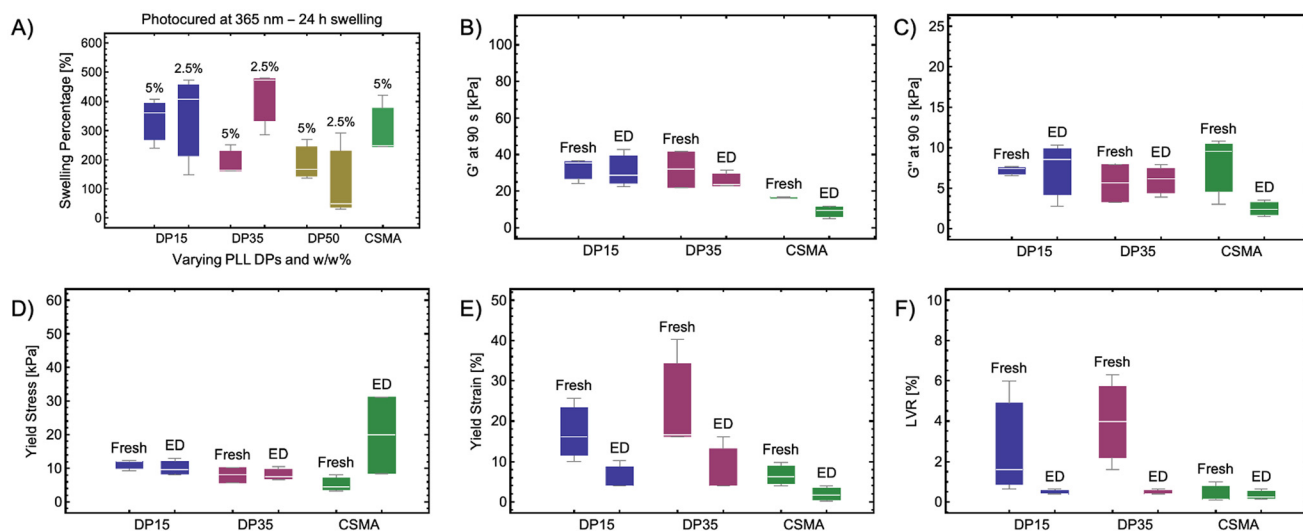 A)
Photocured at 365 nm – 24 h swelling
Swelling Percentage [%]
600
500
400
300
200
100
0
5%
2.5%
5%
2.5%
5%
2.5%
5%
DP15
DP35
DP50
CSMA
Varying PLL DPs and w/w%
B)
G' at 90 s [kPa]
100
80
60
40
20
0
Fresh
ED
Fresh
ED
Fresh
ED
DP15
DP35
CSMA
C)
G'' at 90 s [kPa]
25
20
15
10
5
0
Fresh
ED
Fresh
ED
Fresh
ED
DP15
DP35
CSMA
D)
Yield Stress [kPa]
60
50
40
30
20
10
0
Fresh
ED
Fresh
ED
Fresh
ED
DP15
DP35
CSMA
E)
Yield Strain [%]
50
40
30
20
10
0
Fresh
ED
Fresh
ED
Fresh
ED
DP15
DP35
CSMA
F)
LVR [%]
10
8
6
4
2
0
Fresh
ED
Fresh
ED
Fresh
ED
DP15
DP35
CSMA